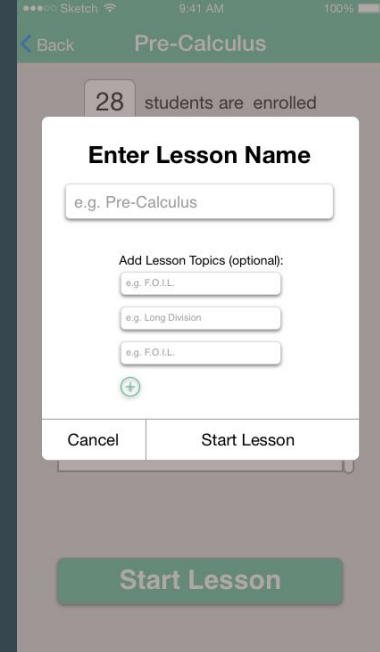 Sketch 9:41 AM 100%
Back Pre-Calculus
28 students are enrolled
Enter Lesson Name
e.g. Pre-Calculus
Add Lesson Topics (optional):
e.g. F.O.I.L.
e.g. Long Division
e.g. F.O.I.L.
Cancel Start Lesson
Start Lesson